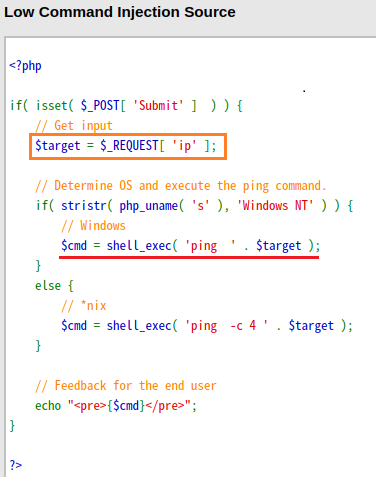 Low Command Injection Source
<?php
if( isset( $_POST[ 'Submit' ]  ) ) {
    // Get input
    $target = $_REQUEST[ 'ip' ];
    // Determine OS and execute the ping command.
    if( stristr( php_uname( 's' ), 'Windows NT' ) ) {
        // Windows
        $cmd = shell_exec( 'ping  ' . $target );
    }
    else {
        // *nix
        $cmd = shell_exec( 'ping  -c 4 ' . $target );
    }
    // Feedback for the end user
    echo "<pre>{$cmd}</pre>";
}
?>